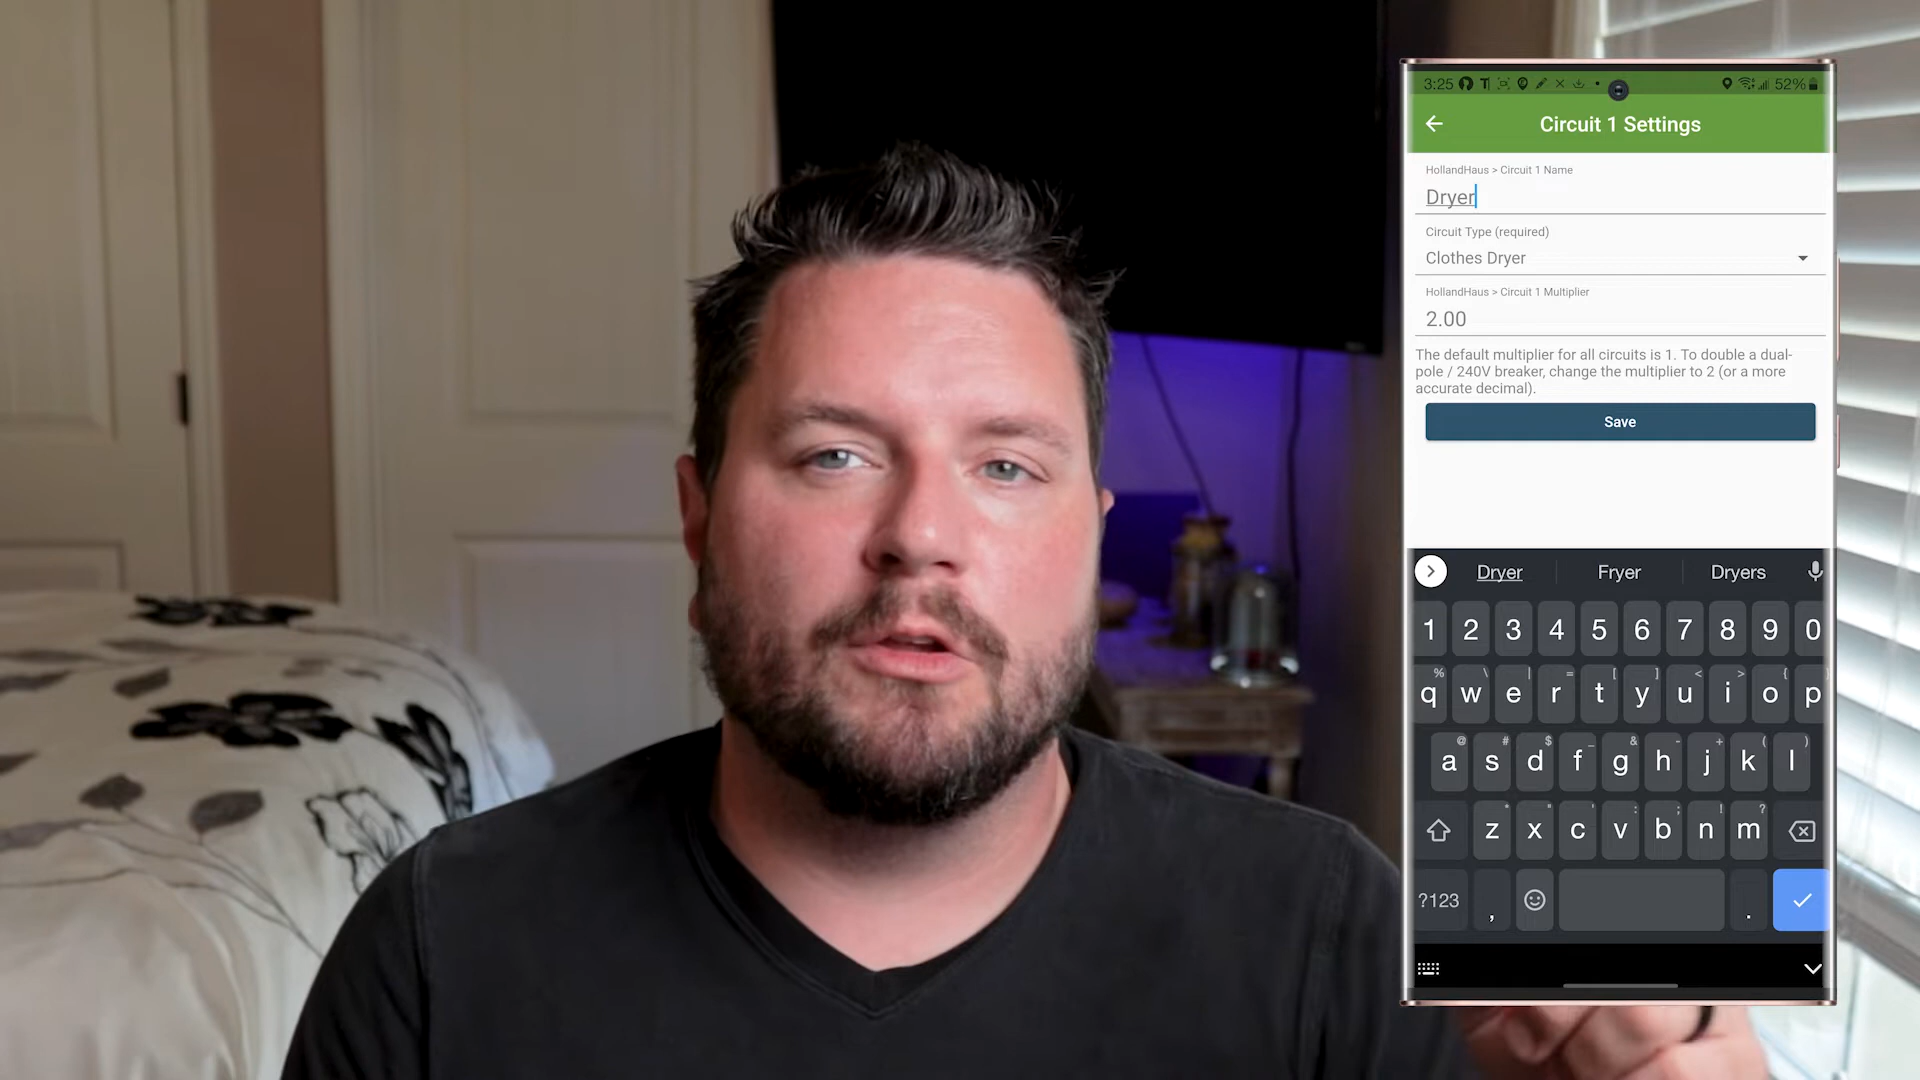 3:25 52%
Circuit 1 Settings
HollandHaus > Circuit 1 Name
Dryer
Circuit Type (required)
Clothes Dryer
HollandHaus > Circuit 1 Multiplier
2.00
The default multiplier for all circuits is 1. To double a dual-
pole / 240V breaker, change the multiplier to 2 (or a more
accurate decimal).
Save
Dryer Fryer Dryers
1 2 3 4 5 6 7 8 9 0
% \ | = [ ] < > {
q w e r t y u i o p
@ # $ _ & - + ( )
a s d f g h j k l
* " ' : ; ! ?
z x c v b n m
?123 , .